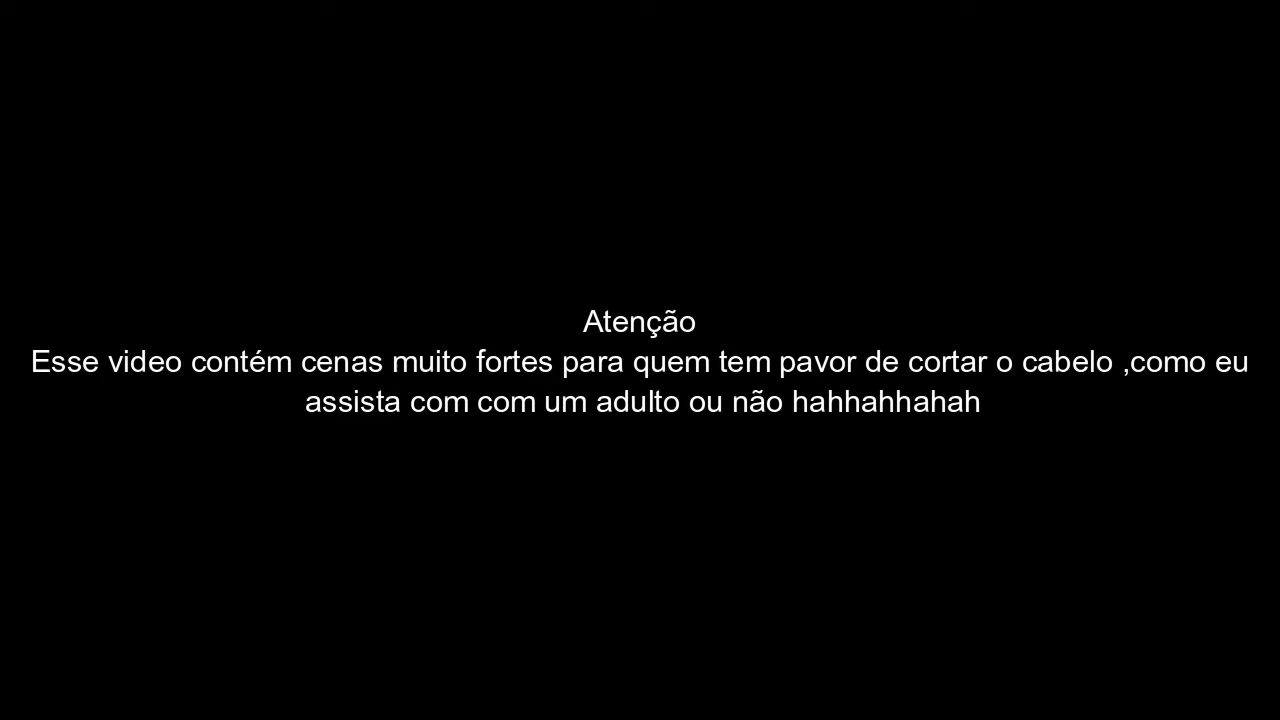 Atenção
Esse video contém cenas muito fortes para quem tem pavor de cortar o cabelo ,como eu
assista com com um adulto ou não hahhahhahah